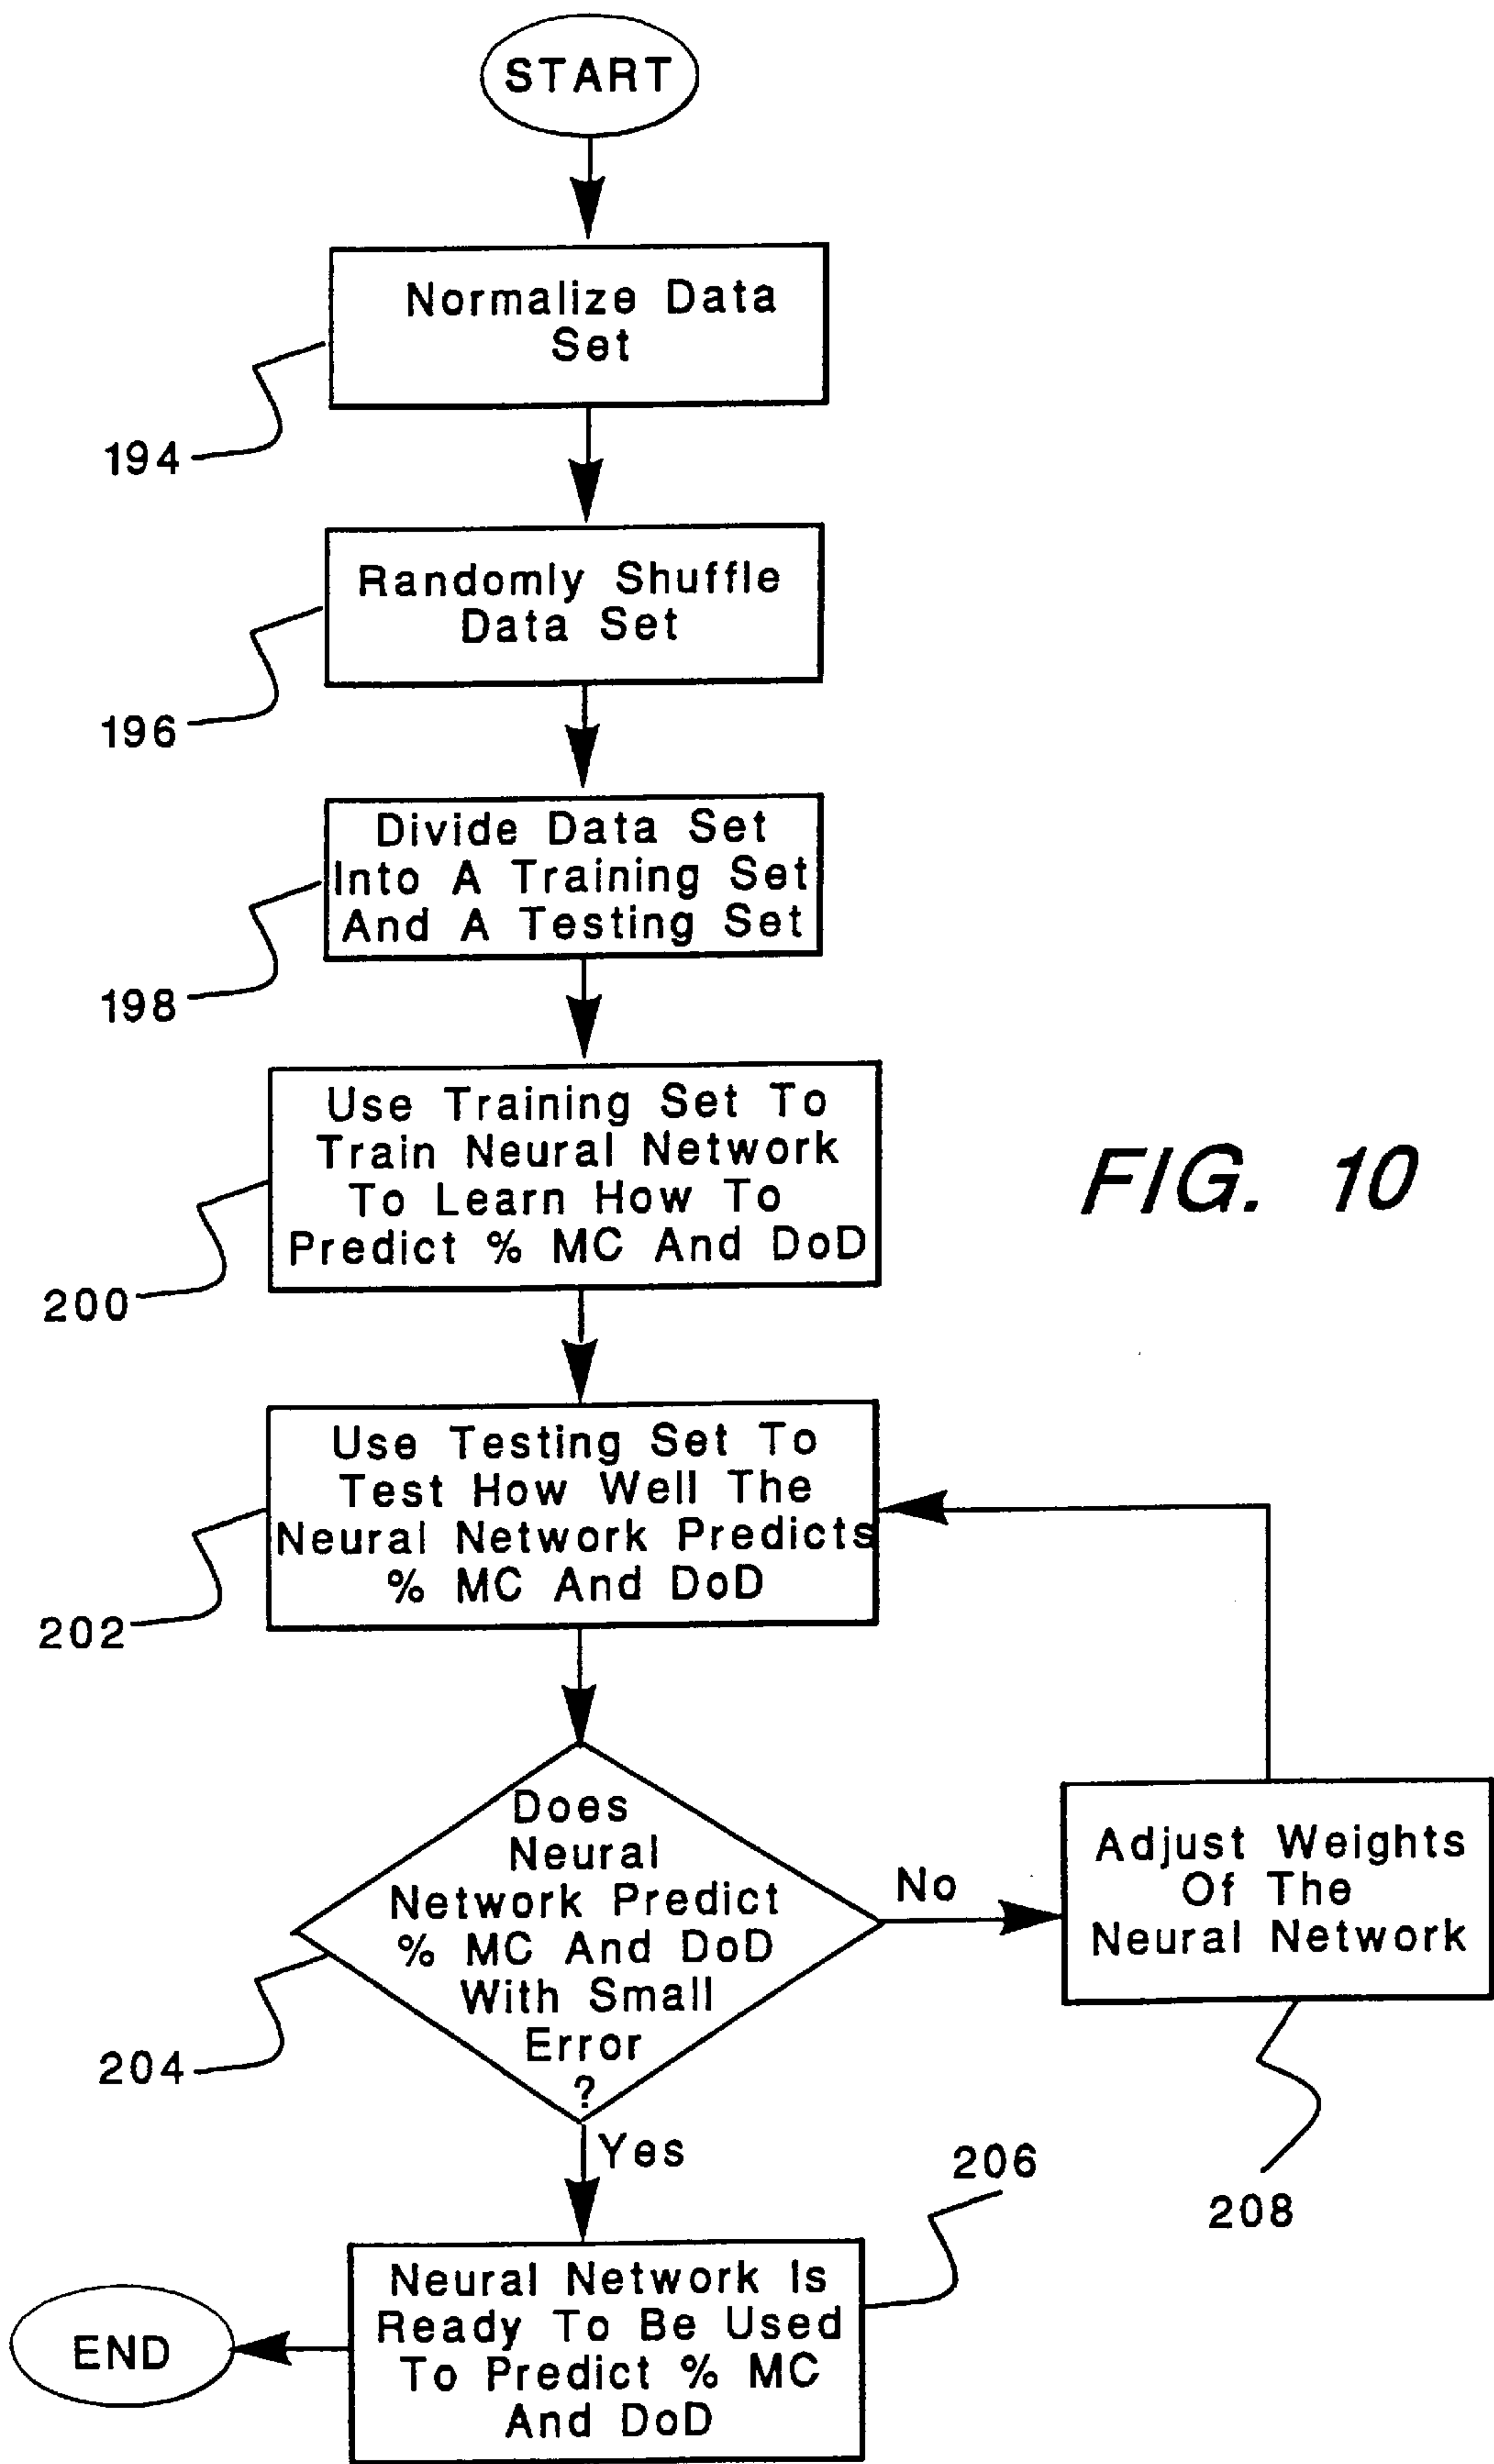 START
Normalize Data
Set
194
Randomly Shuffle
Data Set
196
Divide Data Set
Into A Training Set
And A Testing Set
198
Use Training Set To
Train Neural Network
To Learn How To
Predict % MC And DoD
200
FIG. 10
Use Testing Set To
Test How Well The
Neural Network Predicts
% MC And DoD
202
Does
Neural
Network Predict
% MC And DoD
With Small
Error
?
204
No
Adjust Weights
Of The
Neural Network
208
Yes
206
Neural Network Is
Ready To Be Used
To Predict % MC
And DoD
END